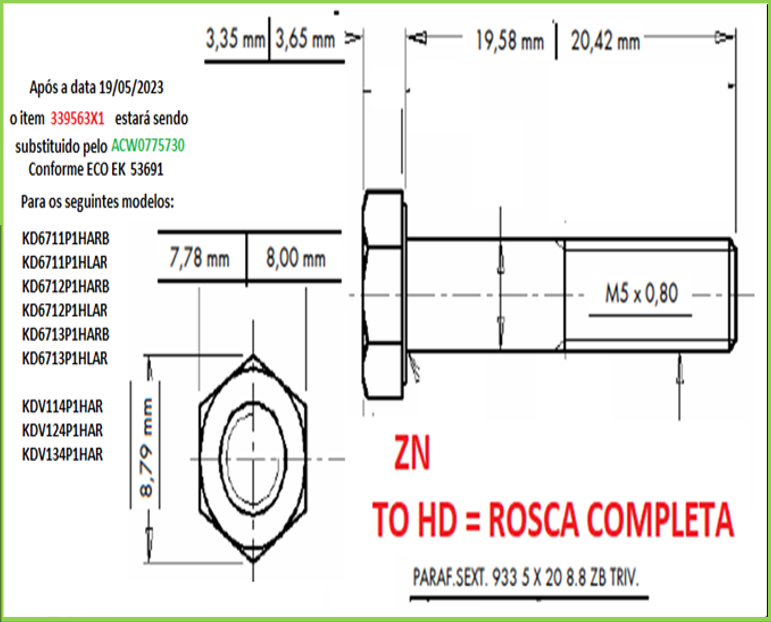 3,35 mm 3,65 mm
19,58 mm 20,42 mm
Após a data 19/05/2023
o item 339563X1 estará sendo
substituido pelo ACW0775730
Conforme ECO EK 53691
Para os seguintes modelos:
KD6711P1HARB
KD6711P1HLAR
KD6712P1HARB
KD6712P1HLAR
KD6713P1HARB
KD6713P1HLAR
KDV114P1HAR
KDV124P1HAR
KDV134P1HAR
7,78 mm 8,00 mm
8,79 mm
M5 x 0,80
ZN
TO HD = ROSCA COMPLETA
PARAF.SEXT. 933 5 X 20 8.8 ZB TRIV.